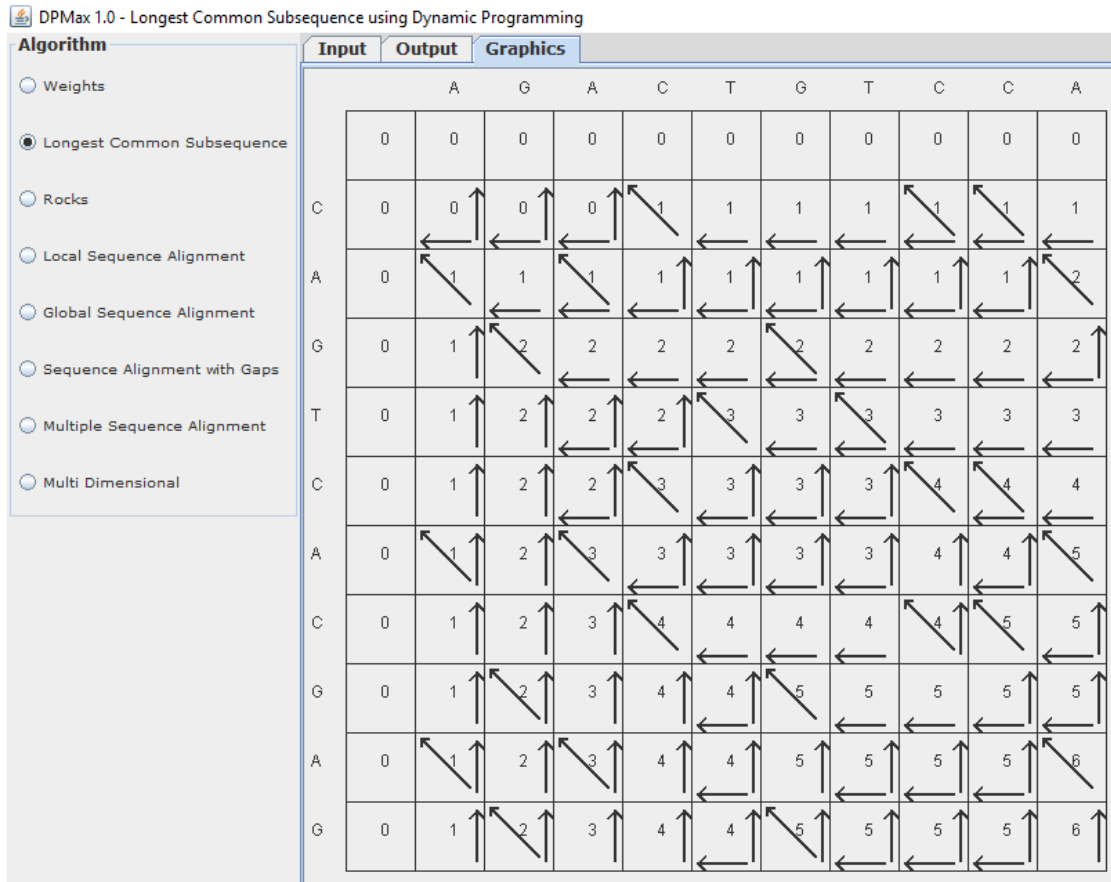 DPMax 1.0 - Longest Common Subsequence using Dynamic Programming
Algorithm
Weights
Longest Common Subsequence
Rocks
Local Sequence Alignment
Global Sequence Alignment
Sequence Alignment with Gaps
Multiple Sequence Alignment
Multi Dimensional
Input Output Graphics
A G A C T G T C C A
0 0 0 0 0 0 0 0 0 0 0
C 0 0 0 0 1 1 1 1 1 1 1
A 0 1 1 1 1 1 1 1 1 1 2
G 0 1 2 2 2 2 2 2 2 2 2
T 0 1 2 2 2 3 3 3 3 3 3
C 0 1 2 2 3 3 3 3 4 4 4
A 0 1 2 3 3 3 3 3 4 4 5
C 0 1 2 3 4 4 4 4 4 5 5
G 0 1 2 3 4 4 5 5 5 5 5
A 0 1 2 3 4 4 5 5 5 5 6
G 0 1 2 3 4 4 5 5 5 5 6